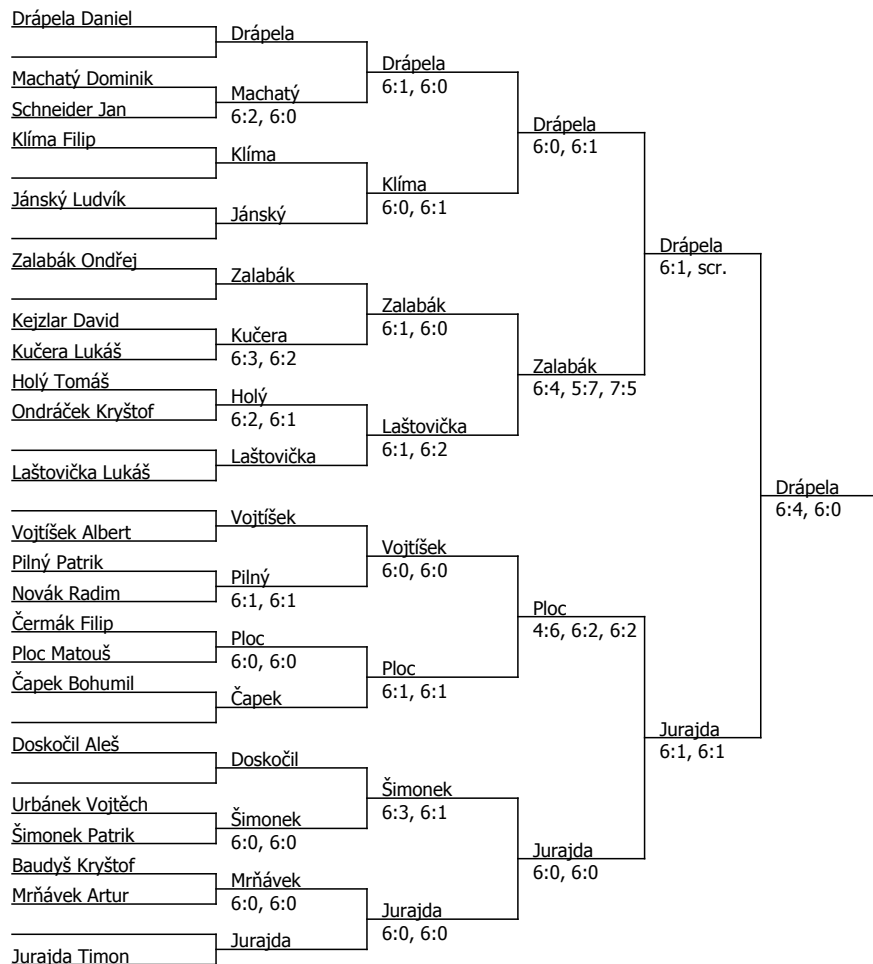 Drápela Daniel
Drápela
Drápela
6:1, 6:0
Machatý Dominik
Machatý
6:2, 6:0
Schneider Jan
Drápela
6:0, 6:1
Klíma Filip
Klíma
Klíma
6:0, 6:1
Jánský Ludvík
Jánský
Drápela
6:1, scr.
Zalabák Ondřej
Zalabák
Zalabák
6:1, 6:0
Kejzlar David
Kučera
6:3, 6:2
Kučera Lukáš
Zalabák
6:4, 5:7, 7:5
Holý Tomáš
Holý
6:2, 6:1
Ondráček Kryštof
Laštovička
6:1, 6:2
Laštovička
Laštovička Lukáš
Drápela
6:4, 6:0
Vojtíšek
Vojtíšek Albert
Vojtíšek
6:0, 6:0
Pilný Patrik
Pilný
6:1, 6:1
Novák Radim
Ploc
4:6, 6:2, 6:2
Čermák Filip
Ploc
6:0, 6:0
Ploc Matouš
Ploc
6:1, 6:1
Čapek Bohumil
Čapek
Jurajda
6:1, 6:1
Doskočil Aleš
Doskočil
Šimonek
6:3, 6:1
Urbánek Vojtěch
Šimonek
6:0, 6:0
Šimonek Patrik
Jurajda
6:0, 6:0
Baudyš Kryštof
Mrňávek
6:0, 6:0
Mrňávek Artur
Jurajda
6:0, 6:0
Jurajda
Jurajda Timon